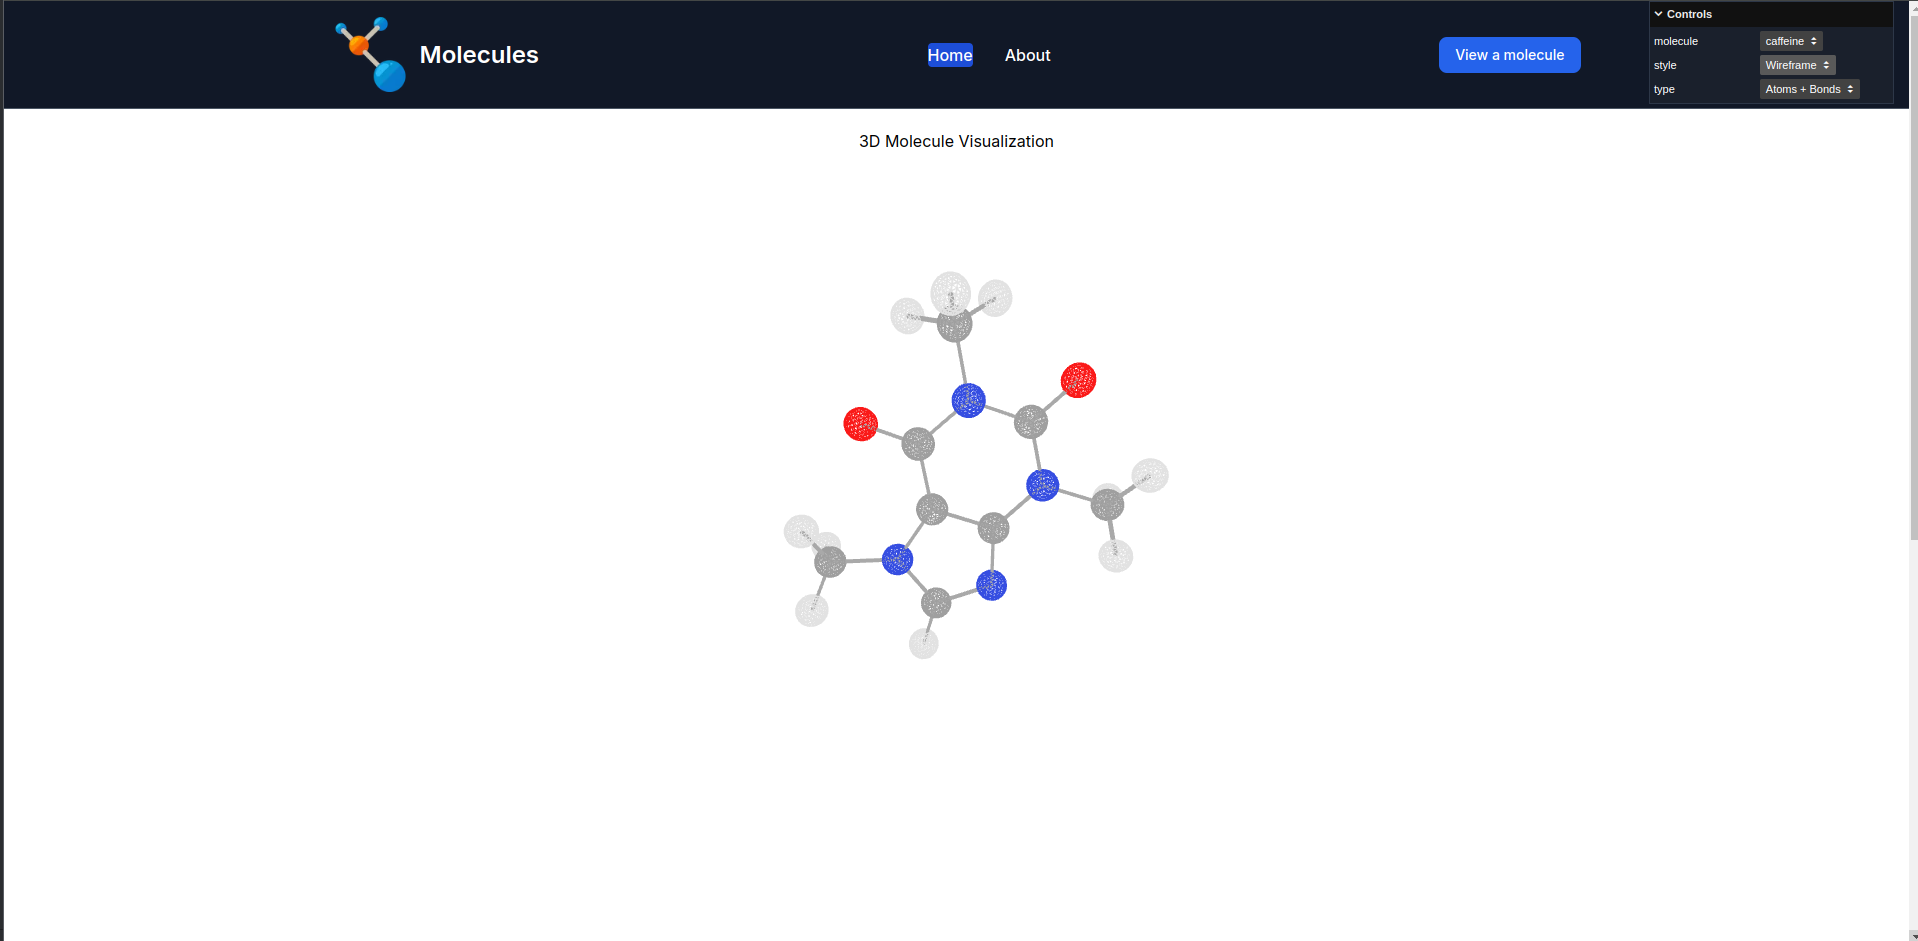 Molecules
Home
About
View a molecule
Controls
molecule
caffeine
style
Wireframe
type
Atoms + Bonds
3D Molecule Visualization